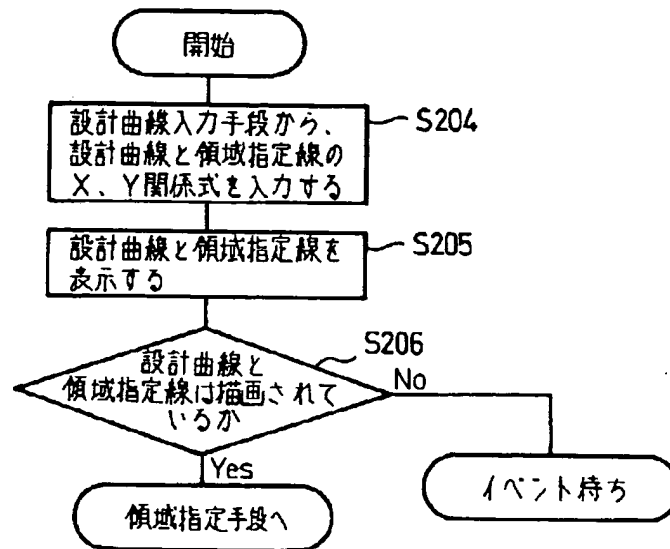 開始
設計曲線入力手段から、
設計曲線と領域指定線の
X、Y関係式を入力する
S204
設計曲線と領域指定線を
表示する
S205
設計曲線と
領域指定線は描画されて
いるか
S206
No
Yes
領域指定手段へ
イベント待ち